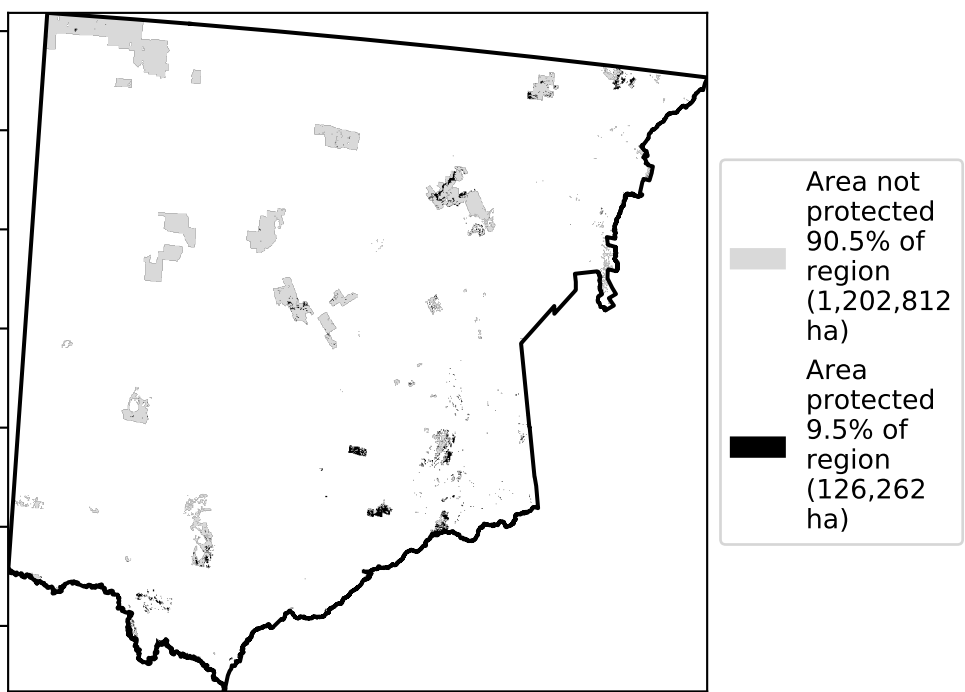 Area not
protected
90.5% of
region
(1,202,812
ha)
Area
protected
9.5% of
region
(126,262
ha)